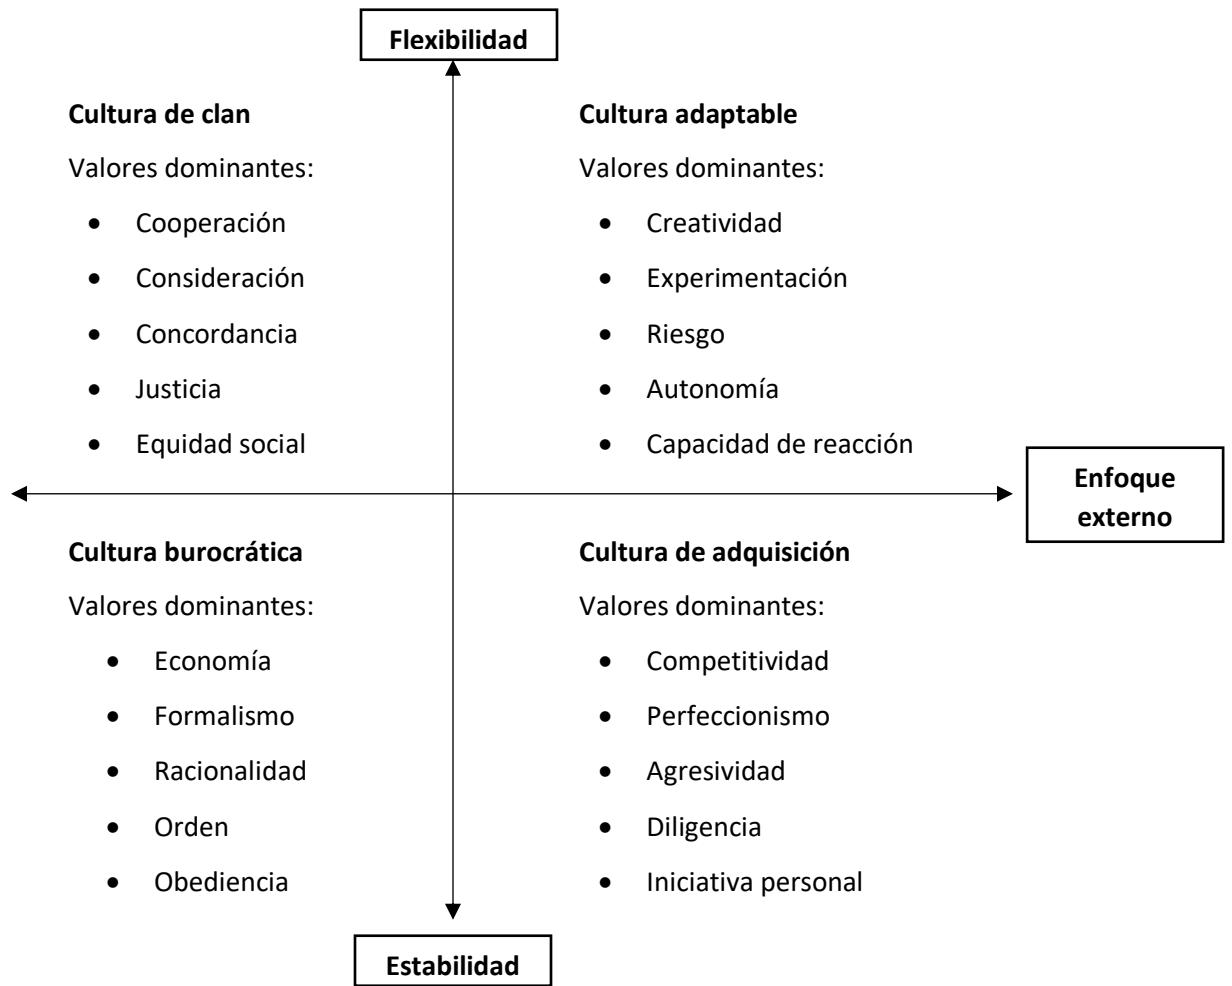 Flexibilidad
Cultura de clan
Valores dominantes:
• Cooperación
• Consideración
• Concordancia
• Justicia
• Equidad social
Cultura adaptable
Valores dominantes:
• Creatividad
• Experimentación
• Riesgo
• Autonomía
• Capacidad de reacción
Enfoque
externo
Cultura burocrática
Valores dominantes:
• Economía
• Formalismo
• Racionalidad
• Orden
• Obediencia
Cultura de adquisición
Valores dominantes:
• Competitividad
• Perfeccionismo
• Agresividad
• Diligencia
• Iniciativa personal
Estabilidad